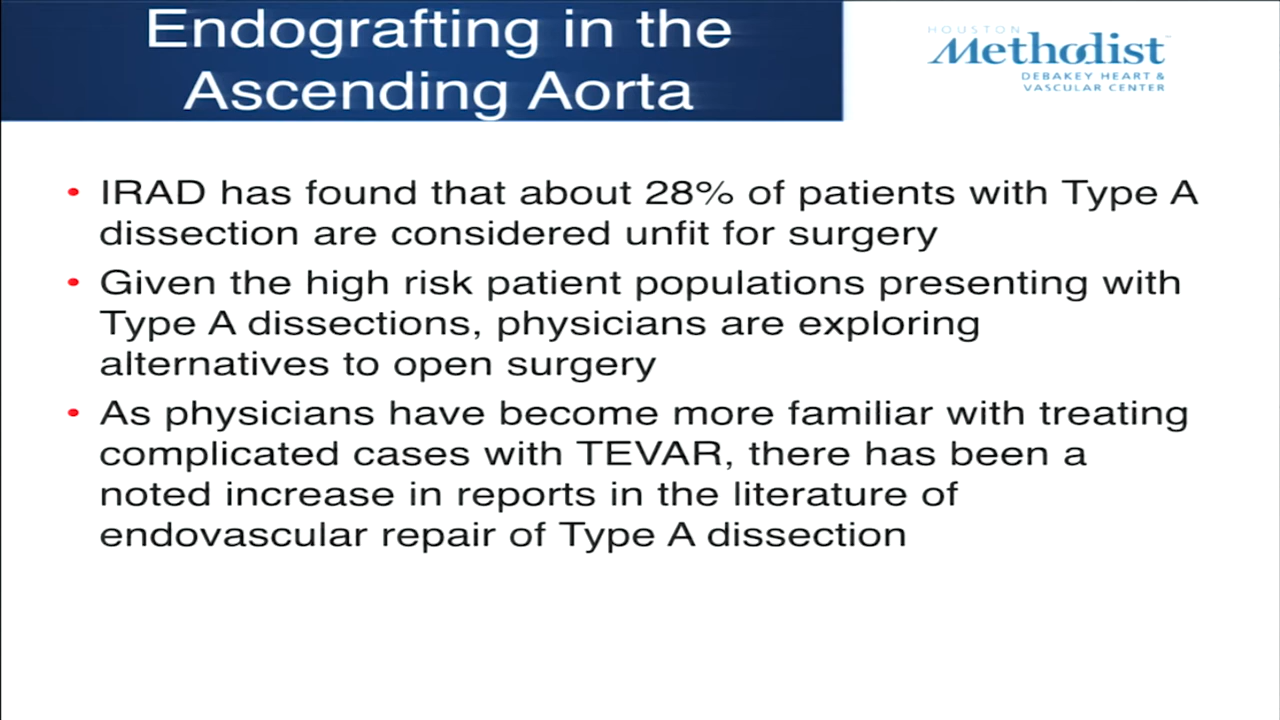 Endografting in the
Ascending Aorta
HOUSTON
Methodist
DEBAKEY HEART &
VASCULAR CENTER
• IRAD has found that about 28% of patients with Type A
dissection are considered unfit for surgery
• Given the high risk patient populations presenting with
Type A dissections, physicians are exploring
alternatives to open surgery
• As physicians have become more familiar with treating
complicated cases with TEVAR, there has been a
noted increase in reports in the literature of
endovascular repair of Type A dissection